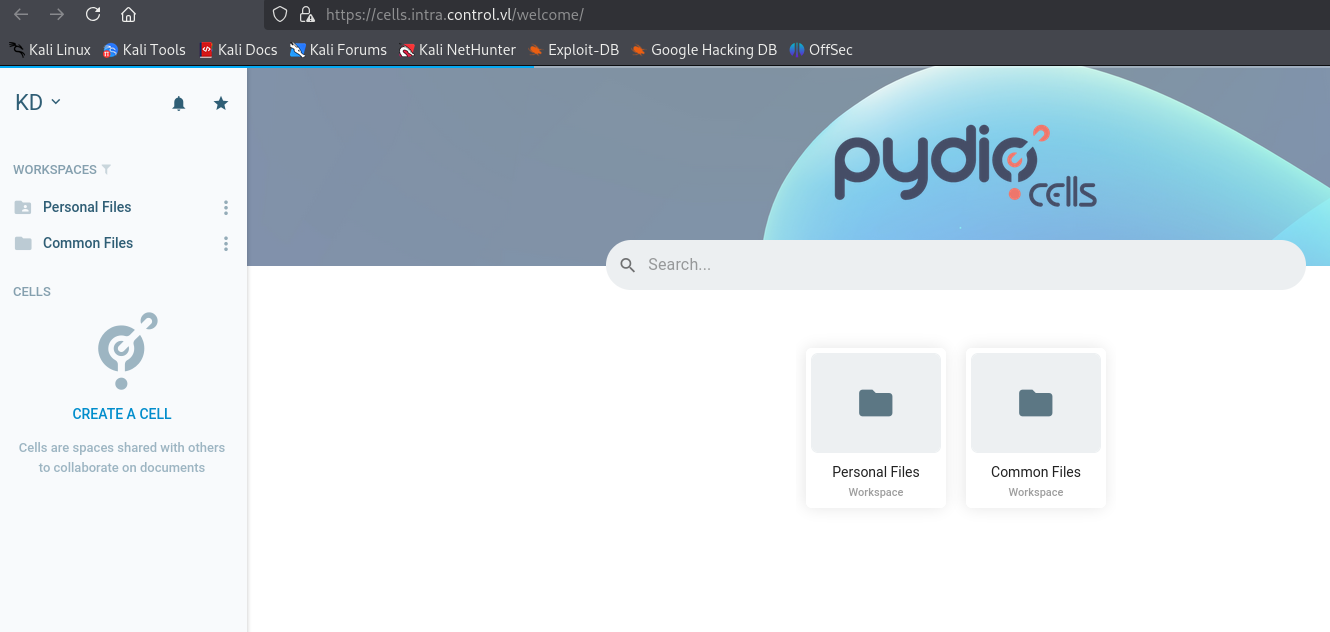 https://cells.intra.control.vl/welcome/
Kali Linux Kali Tools Kali Docs Kali Forums Kali NetHunter Exploit-DB Google Hacking DB OffSec
KD
WORKSPACES
Personal Files
Common Files
CELLS
CREATE A CELL
Cells are spaces shared with others
to collaborate on documents
pydio
cells
Search...
Personal Files
Workspace
Common Files
Workspace